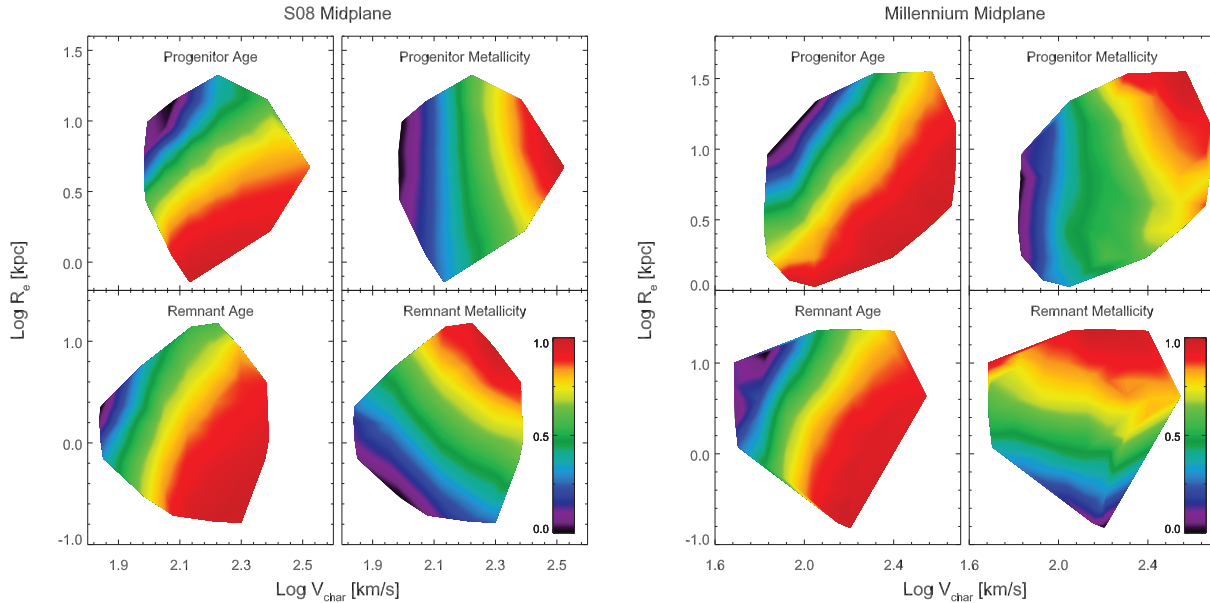 S08 Midplane
Millennium Midplane
Progenitor Age
Progenitor Metallicity
Progenitor Age
Progenitor Metallicity
1.5
1.0
0.5
0.0
1.5
1.0
0.5
0.0
Remnant Age
Remnant Metallicity
Remnant Age
Remnant Metallicity
1.0
0.0
-1.0
1.0
0.5
0.0
1.0
0.0
-1.0
1.0
0.5
0.0
Log R_e [kpc]
Log R_e [kpc]
1.9 2.1 2.3 2.5 1.9 2.1 2.3 2.5
1.6 2.0 2.4 1.6 2.0 2.4
Log V_char [km/s]
Log V_char [km/s]